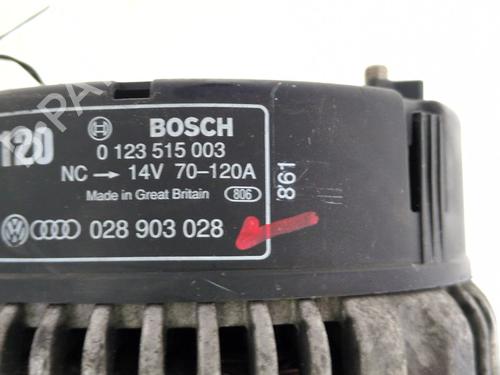 120 BOSCH
0 123 515 003
NC → 14V 70-120A
Made in Great Britain 806
028 903 028
861